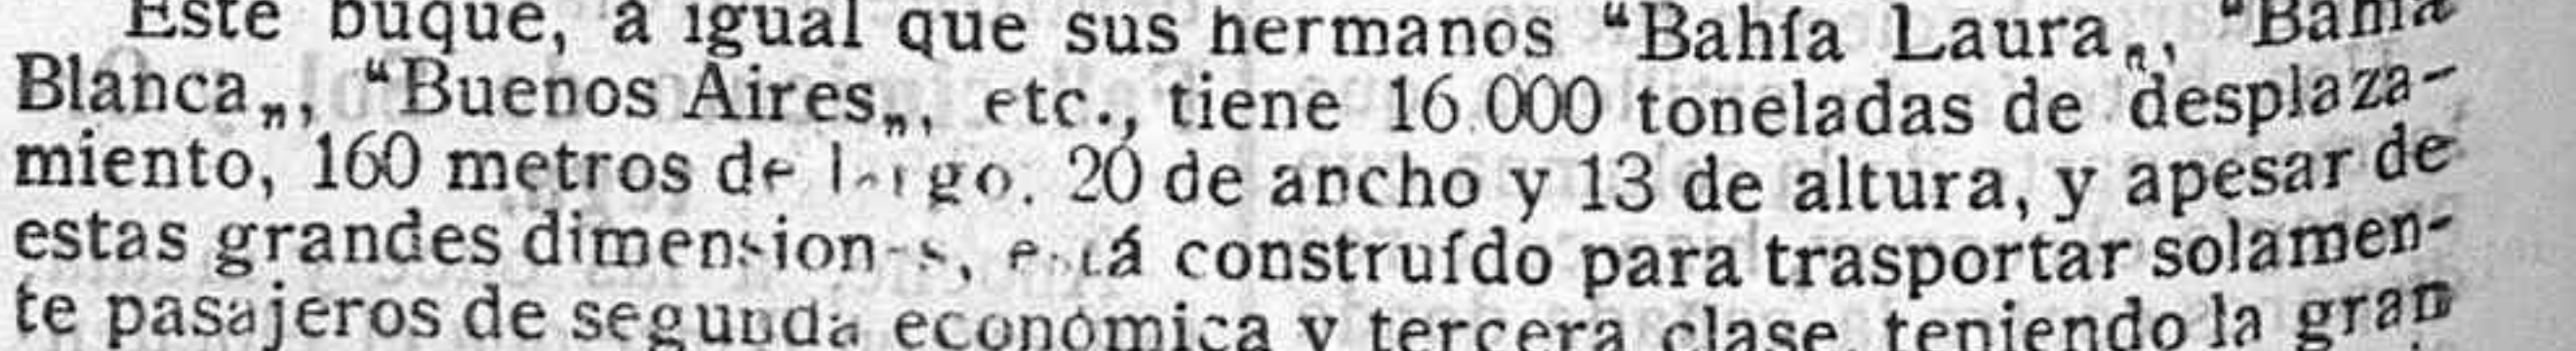 Este buque, a igual que sus hermanos “Bahía Laura„, “Bahía
Blanca„, “Buenos Aires„, etc., tiene 16.000 toneladas de desplaza-
miento, 160 metros de largo, 20 de ancho y 13 de altura, y apesar de
estas grandes dimensiones, está construído para trasportar solamen-
te pasajeros de segunda económica y tercera clase, teniendo la gran